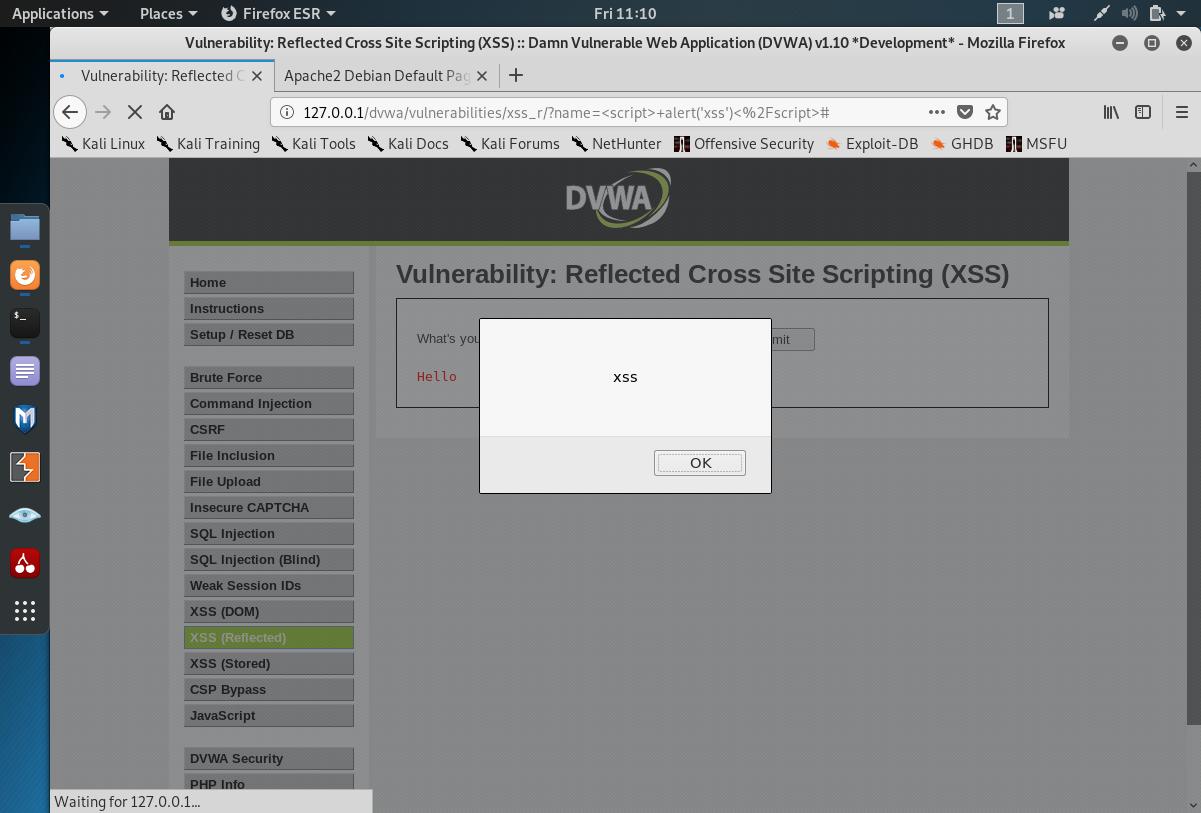 Applications Places Firefox ESR Fri 11:10 1
Vulnerability: Reflected Cross Site Scripting (XSS) :: Damn Vulnerable Web Application (DVWA) v1.10 *Development* - Mozilla Firefox
Vulnerability: Reflected C Apache2 Debian Default Pag
127.0.0.1/dvwa/vulnerabilities/xss_r/?name=<script>+alert('xss')<%2Fscript>#
Kali Linux Kali Training Kali Tools Kali Docs Kali Forums NetHunter Offensive Security Exploit-DB GHDB MSFU
DVWA
Vulnerability: Reflected Cross Site Scripting (XSS)
Home
Instructions
Setup / Reset DB
Brute Force
Command Injection
CSRF
File Inclusion
File Upload
Insecure CAPTCHA
SQL Injection
SQL Injection (Blind)
Weak Session IDs
XSS (DOM)
XSS (Reflected)
XSS (Stored)
CSP Bypass
JavaScript
DVWA Security
PHP Info
What's you mit
Hello
xss
OK
Waiting for 127.0.0.1...